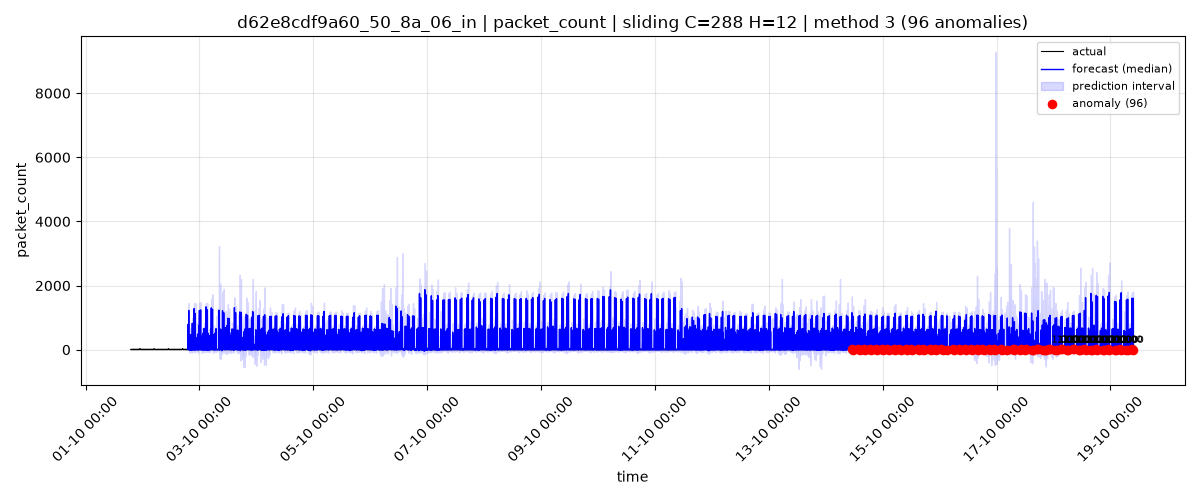 d62e8cdf9a60_50_8a_06_in | packet_count | sliding C=288 H=12 | method 3 (96 anomalies)
actual
forecast (median)
prediction interval
anomaly (96)
packet_count
8000
6000
4000
2000
0
01-10 00:00
03-10 00:00
05-10 00:00
07-10 00:00
09-10 00:00
11-10 00:00
13-10 00:00
15-10 00:00
17-10 00:00
19-10 00:00
time